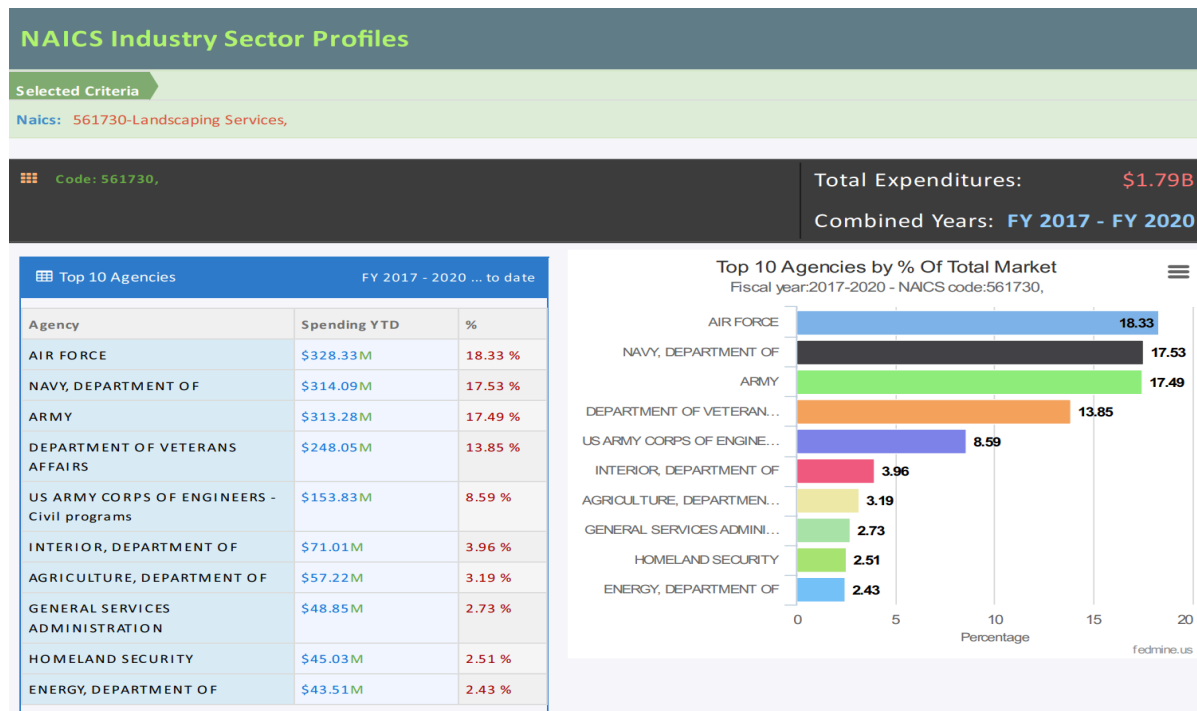 NAICS Industry Sector Profiles
Selected Criteria
Naics: 561730-Landscaping Services,
Code: 561730,
Total Expenditures: $1.79B
Combined Years: FY 2017 - FY 2020
Top 10 Agencies FY 2017 - 2020 ... to date
Agency Spending YTD %
AIR FORCE $328.33M 18.33 %
NAVY, DEPARTMENT OF $314.09M 17.53 %
ARMY $313.28M 17.49 %
DEPARTMENT OF VETERANS $248.05M 13.85 %
AFFAIRS
US ARMY CORPS OF ENGINEERS - $153.83M 8.59 %
Civil programs
INTERIOR, DEPARTMENT OF $71.01M 3.96 %
AGRICULTURE, DEPARTMENT OF $57.22M 3.19 %
GENERAL SERVICES $48.85M 2.73 %
ADMINISTRATION
HOMELAND SECURITY $45.03M 2.51 %
ENERGY, DEPARTMENT OF $43.51M 2.43 %
Top 10 Agencies by % Of Total Market
Fiscal year:2017-2020 - NAICS code:561730,
AIR FORCE 18.33
NAVY, DEPARTMENT OF 17.53
ARMY 17.49
DEPARTMENT OF VETERAN... 13.85
US ARMY CORPS OF ENGINE... 8.59
INTERIOR, DEPARTMENT OF 3.96
AGRICULTURE, DEPARTMEN... 3.19
GENERAL SERVICES ADMINI... 2.73
HOMELAND SECURITY 2.51
ENERGY, DEPARTMENT OF 2.43
0 5 10 15 20
Percentage
fedmine.us